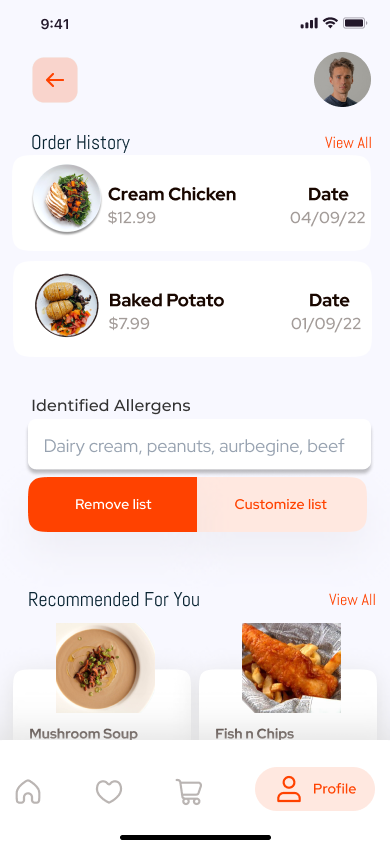 9:41
Order History View All
Cream Chicken Date
$12.99 04/09/22
Baked Potato Date
$7.99 01/09/22
Identified Allergens
Dairy cream, peanuts, aurbegine, beef
Remove list Customize list
Recommended For You View All
Mushroom Soup Fish n Chips
Profile